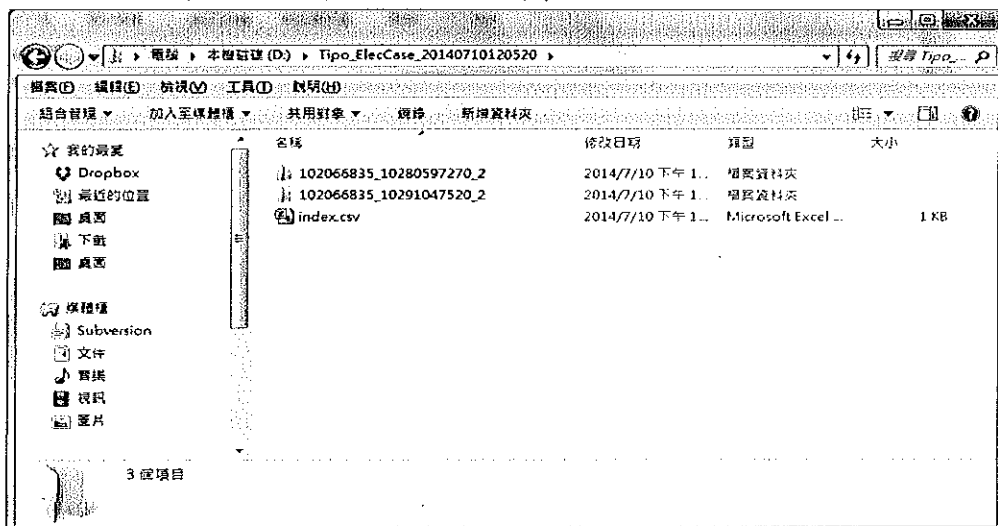 電腦 ▸ 本機磁碟 (D:) ▸ Tipo_ElecCase_20140710120520 ▸
搜尋 Tipo_...
檔案(F) 編輯(E) 檢視(V) 工具(T) 說明(H)
組合管理 加入至媒體櫃 共用對象 燒錄 新增資料夾
名稱 修改日期 類型 大小
102066835_10280597270_2 2014/7/10 下午 1... 檔案資料夾
102066835_10291047520_2 2014/7/10 下午 1... 檔案資料夾
index.csv 2014/7/10 下午 1... Microsoft Excel ... 1 KB
我的最愛
Dropbox
最近的位置
桌面
下載
桌面
媒體櫃
Subversion
文件
音樂
視訊
圖片
3 個項目